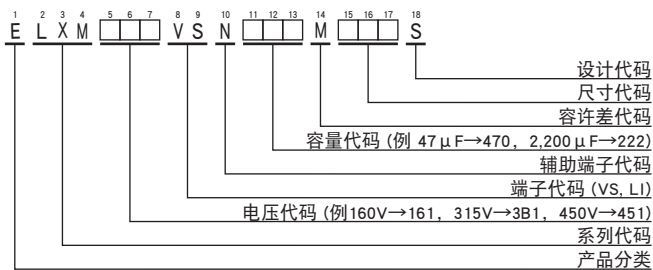 1 2 3 4 5 6 7 8 9 10 11 12 13 14 15 16 17 18
E L X M □□□ V S N □□□ M □□□ S
设计代码
尺寸代码
容许差代码
容量代码 (例 47μF→470，2,200μF→222)
辅助端子代码
端子代码 (VS, LI)
电压代码 (例160V→161，315V→3B1，450V→451)
系列代码
产品分类